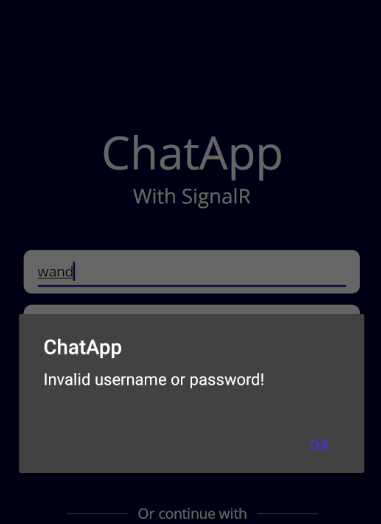 ChatApp
With SignalR
wand
ChatApp
Invalid username or password!
OK
Or continue with